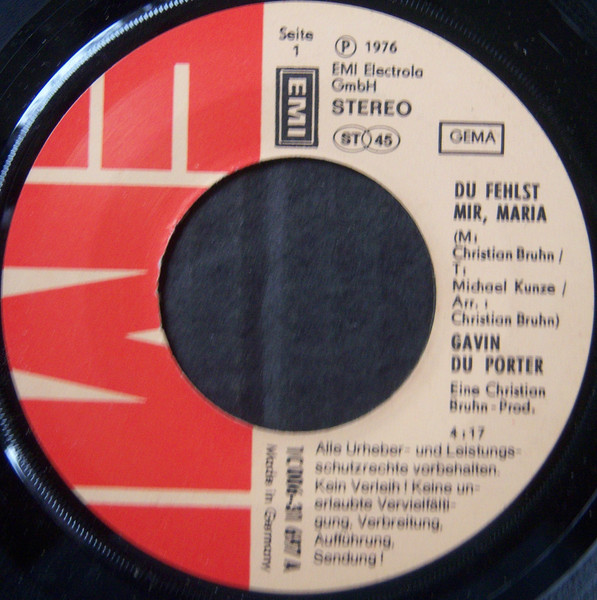 Seite
1
℗ 1976
EMI Electrola
GmbH
STEREO
EMI
ST 45
GEMA
DU FEHLST
MIR, MARIA
(M:
Christian Bruhn /
T:
Michael Kunze /
Arr. :
Christian Bruhn)
GAVIN
DU PORTER
Eine Christian
Bruhn-Prod.
4:17
Alle Urheber- und Leistungs-
schutzrechte vorbehalten.
Kein Verleih! Keine un-
erlaubte Vervielfälti-
gung, Verbreitung,
Aufführung,
Sendung!
Made in Germany
EMI